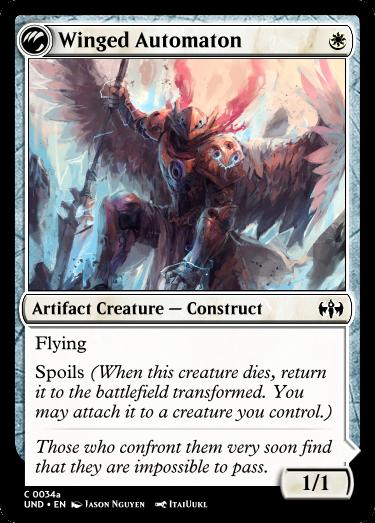 Winged Automaton
Artifact Creature — Construct
Flying
Spoils (When this creature dies, return
it to the battlefield transformed. You
may attach it to a creature you control.)
Those who confront them very soon find
that they are impossible to pass.
1/1
C 0034a
UND • EN Jason Nguyen ItaiUukl